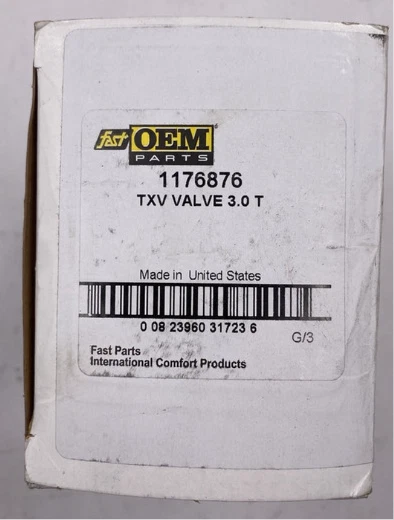 fast OEM
PARTS
1176876
TXV VALVE 3.0 T
Made in United States
0 08 23960 31723 6
G/3
Fast Parts
International Comfort Products